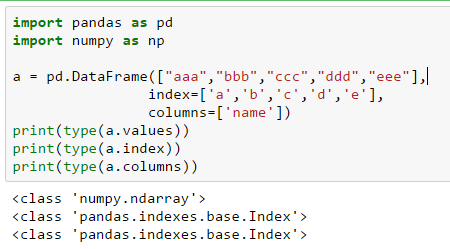 import pandas as pd
import numpy as np
a = pd.DataFrame(["aaa","bbb","ccc","ddd","eee"],
index=['a','b','c','d','e'],
columns=['name'])
print(type(a.values))
print(type(a.index))
print(type(a.columns))
<class 'numpy.ndarray'>
<class 'pandas.indexes.base.Index'>
<class 'pandas.indexes.base.Index'>